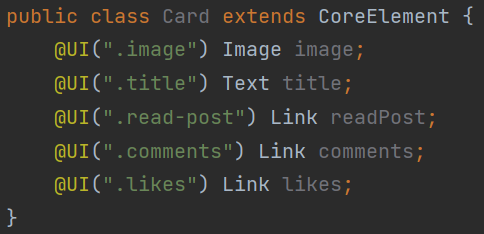 public class Card extends CoreElement {
    @UI(".image") Image image;
    @UI(".title") Text title;
    @UI(".read-post") Link readPost;
    @UI(".comments") Link comments;
    @UI(".likes") Link likes;
}